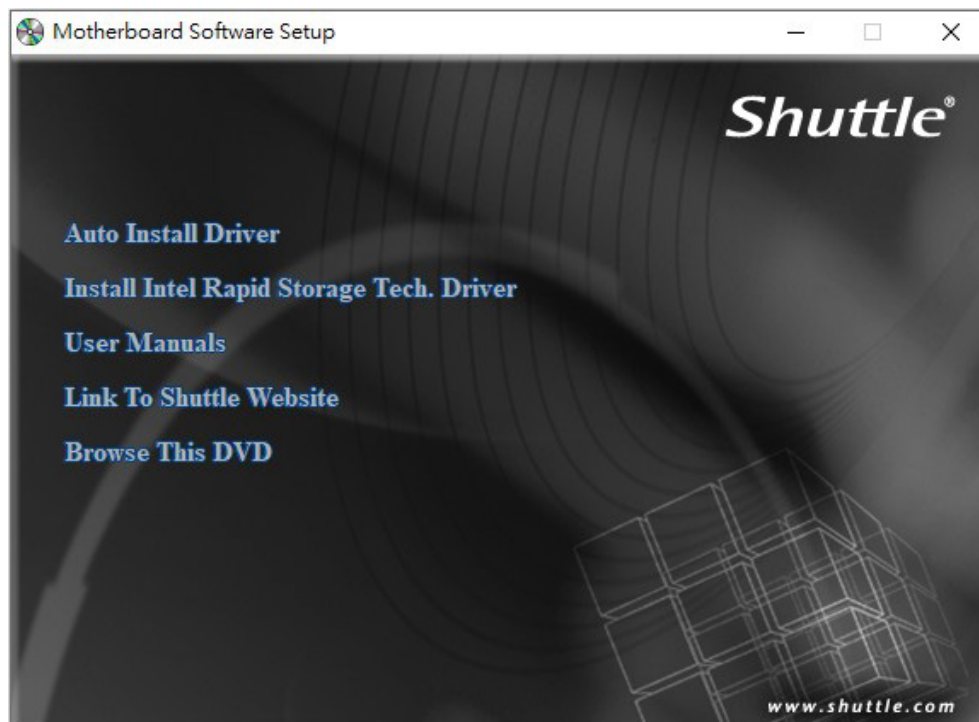 Motherboard Software Setup
Shuttle®
Auto Install Driver
Install Intel Rapid Storage Tech. Driver
User Manuals
Link To Shuttle Website
Browse This DVD
www.shuttle.com